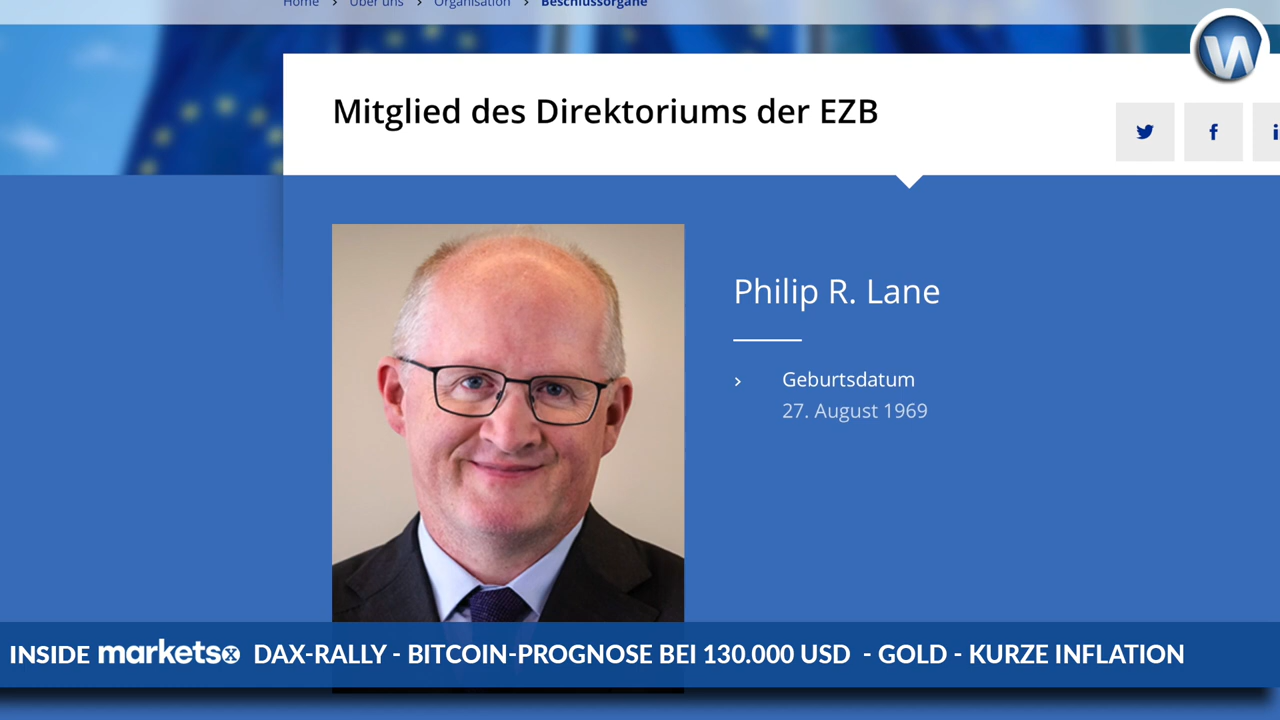 Home > Über uns > Organisation > Beschlussorgane
Mitglied des Direktoriums der EZB
Philip R. Lane
> Geburtsdatum
27. August 1969
INSIDE marketsx DAX-RALLY - BITCOIN-PROGNOSE BEI 130.000 USD - GOLD - KURZE INFLATION